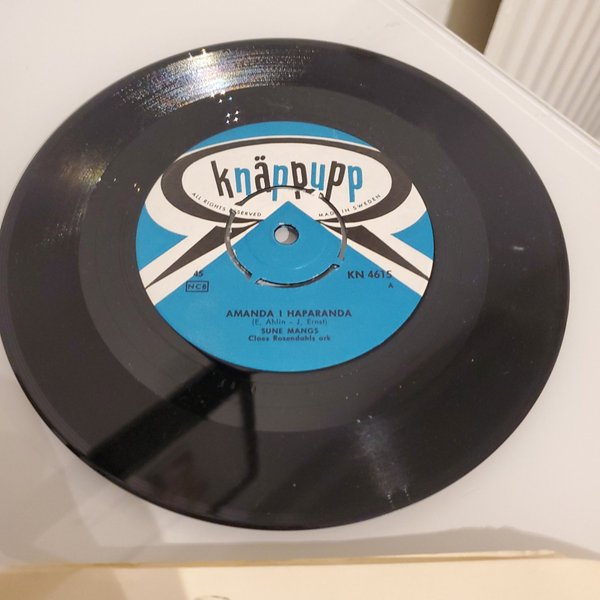 knäppupp
ALL RIGHTS RESERVED MADE IN SWEDEN
45 KN 4615
NCB A
AMANDA I HAPARANDA
(E. Ahlin - J. Ernst)
SUNE MANGS
Claes Rosendahls ork